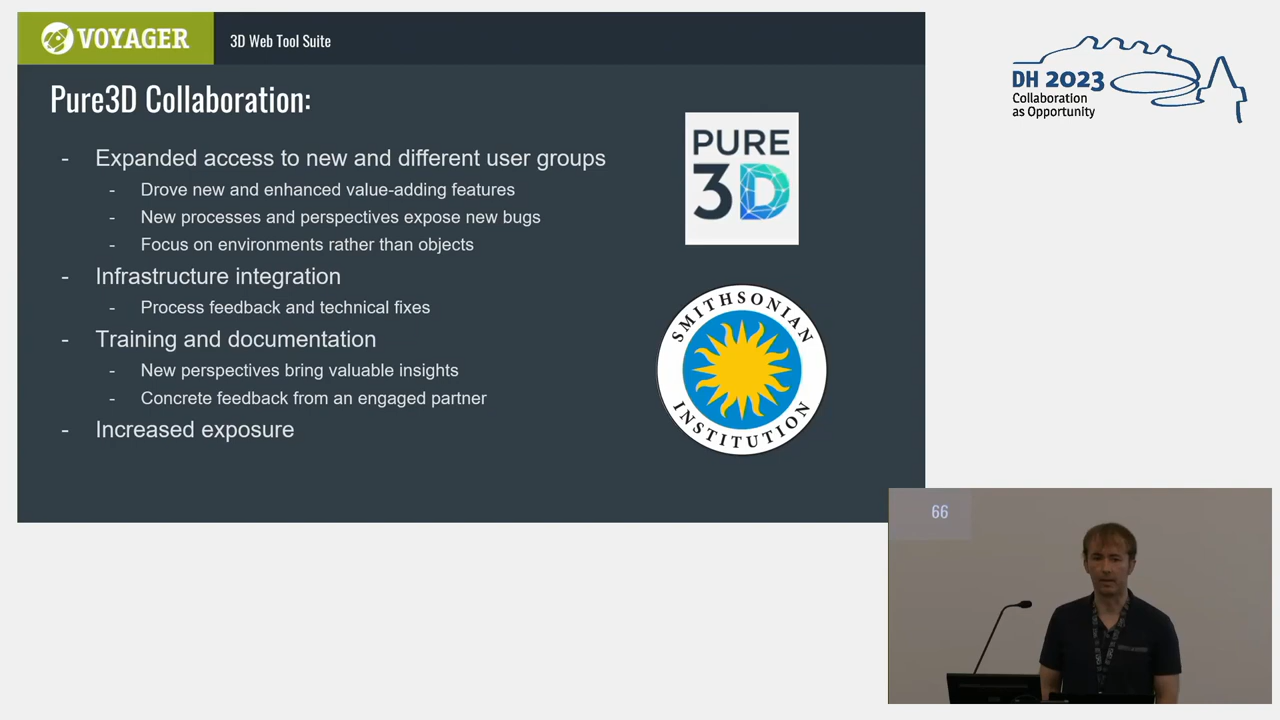 VOYAGER
3D Web Tool Suite
Pure3D Collaboration:
- Expanded access to new and different user groups
- Drove new and enhanced value-adding features
- New processes and perspectives expose new bugs
- Focus on environments rather than objects
- Infrastructure integration
- Process feedback and technical fixes
- Training and documentation
- New perspectives bring valuable insights
- Concrete feedback from an engaged partner
- Increased exposure
PURE
3D
SMITHSONIAN
INSTITUTION
DH 2023
Collaboration
as Opportunity
66